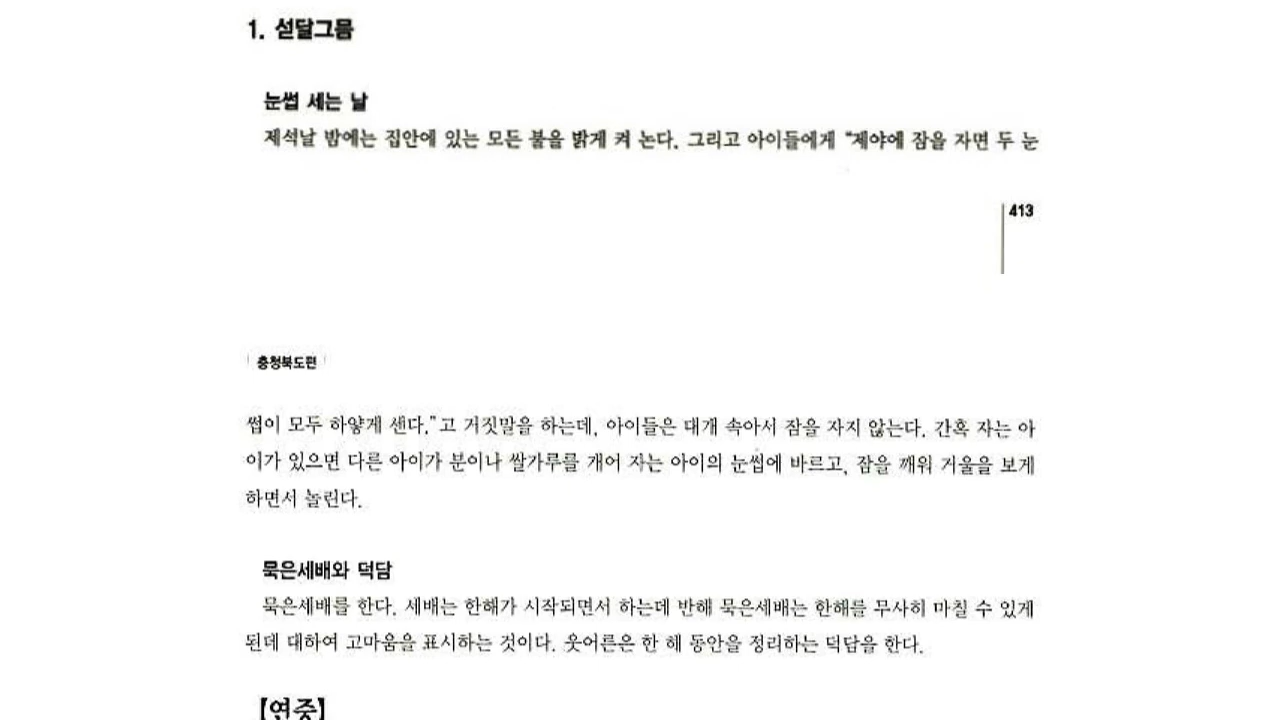 1. 섣달그믐
눈썹 세는 날
제석날 밤에는 집안에 있는 모든 불을 밝게 켜 논다. 그리고 아이들에게 “제야에 잠을 자면 두 눈
413
충청북도편
썹이 모두 하얗게 센다.”고 거짓말을 하는데, 아이들은 대개 속아서 잠을 자지 않는다. 간혹 자는 아
이가 있으면 다른 아이가 분이나 쌀가루를 개어 자는 아이의 눈썹에 바르고, 잠을 깨워 거울을 보게
하면서 놀린다.
묵은세배와 덕담
묵은세배를 한다. 세배는 한해가 시작되면서 하는데 반해 묵은세배는 한해를 무사히 마칠 수 있게
된데 대하여 고마움을 표시하는 것이다. 웃어른은 한 해 동안을 정리하는 덕담을 한다.
【연중】